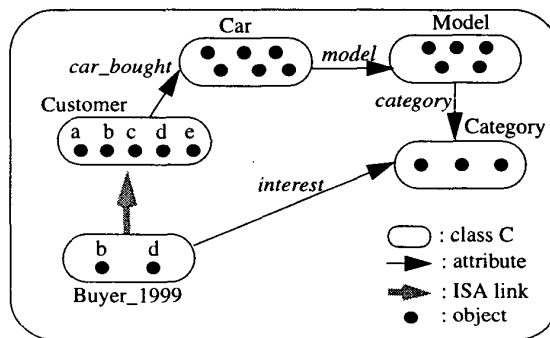 Car
Model
car_bought
model
Customer
category
a b c d e
Category
interest
b d
Buyer_1999
: class C
: attribute
: ISA link
: object